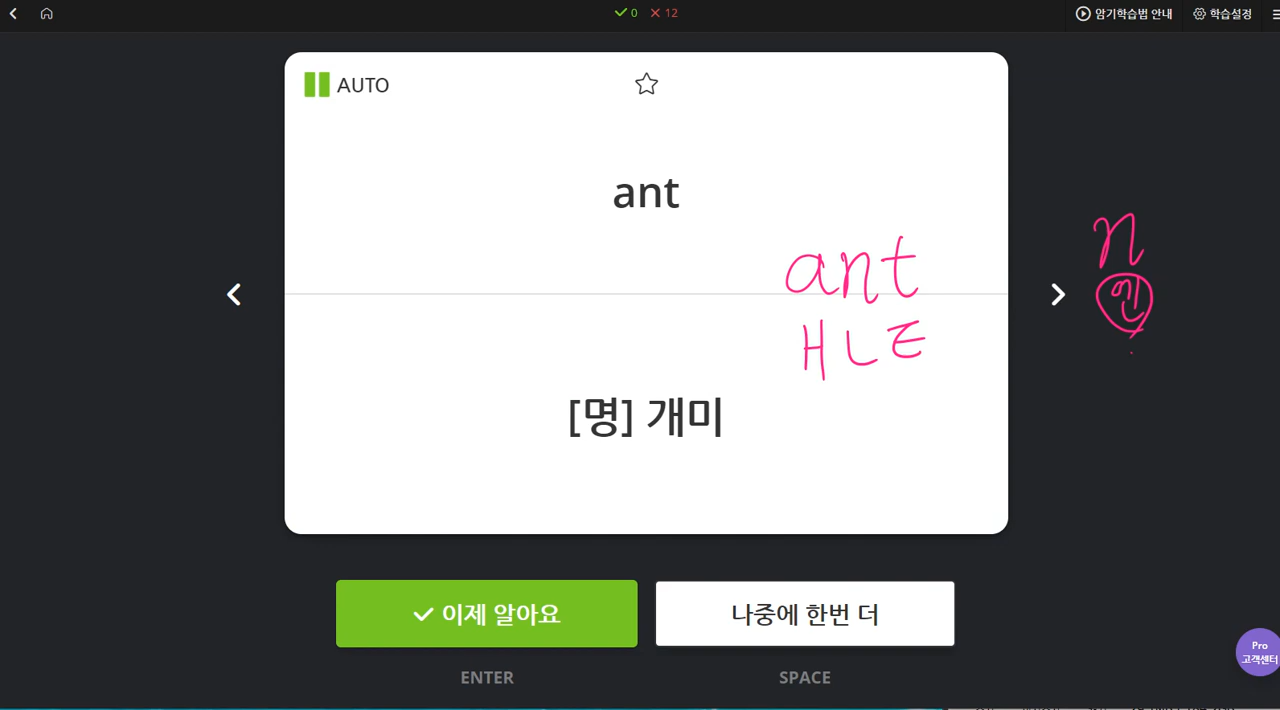 0 12 암기학습법 안내 학습설정
AUTO
ant
ant
n
엔
ㅐㄴㅌ
[명] 개미
이제 알아요
나중에 한번 더
ENTER
SPACE
Pro
고객센터